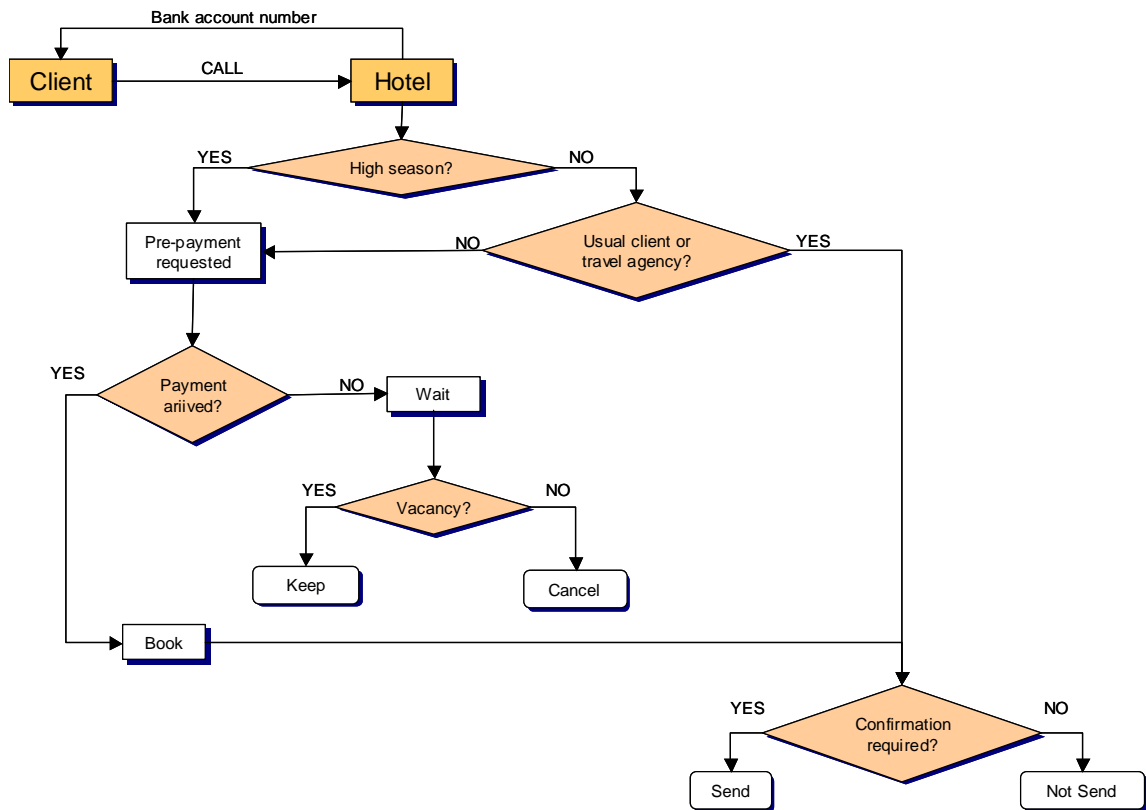 Bank account number
Client
CALL
Hotel
YES
High season?
NO
Pre-payment
requested
NO
Usual client or
travel agency?
YES
YES
Payment
ariived?
NO
Wait
YES
Vacancy?
NO
Keep
Cancel
Book
YES
Confirmation
required?
NO
Send
Not Send